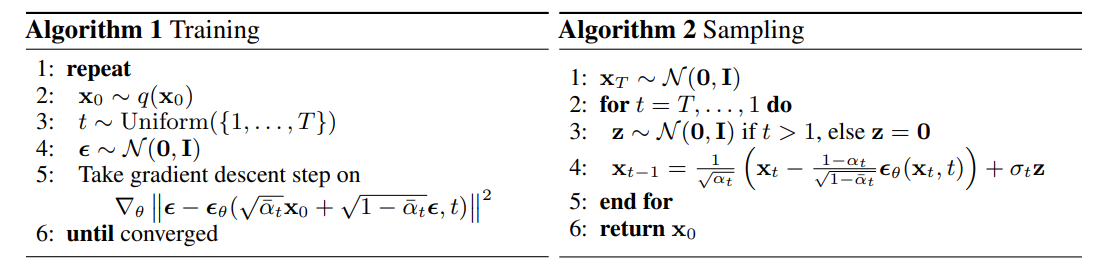 Algorithm 1 Training
1: repeat
2: x₀ ∼ q(x₀)
3: t ∼ Uniform({1, . . . , T})
4: ϵ ∼ 𝒩(0, I)
5: Take gradient descent step on
∇_θ ‖ϵ − ϵ_θ(√ᾱ_t x₀ + √(1 − ᾱ_t) ϵ, t)‖²
6: until converged
Algorithm 2 Sampling
1: x_T ∼ 𝒩(0, I)
2: for t = T, . . . , 1 do
3: z ∼ 𝒩(0, I) if t > 1, else z = 0
4: x_{t−1} = 1/√α_t (x_t − (1−α_t)/√(1−ᾱ_t) ϵ_θ(x_t, t)) + σ_t z
5: end for
6: return x₀